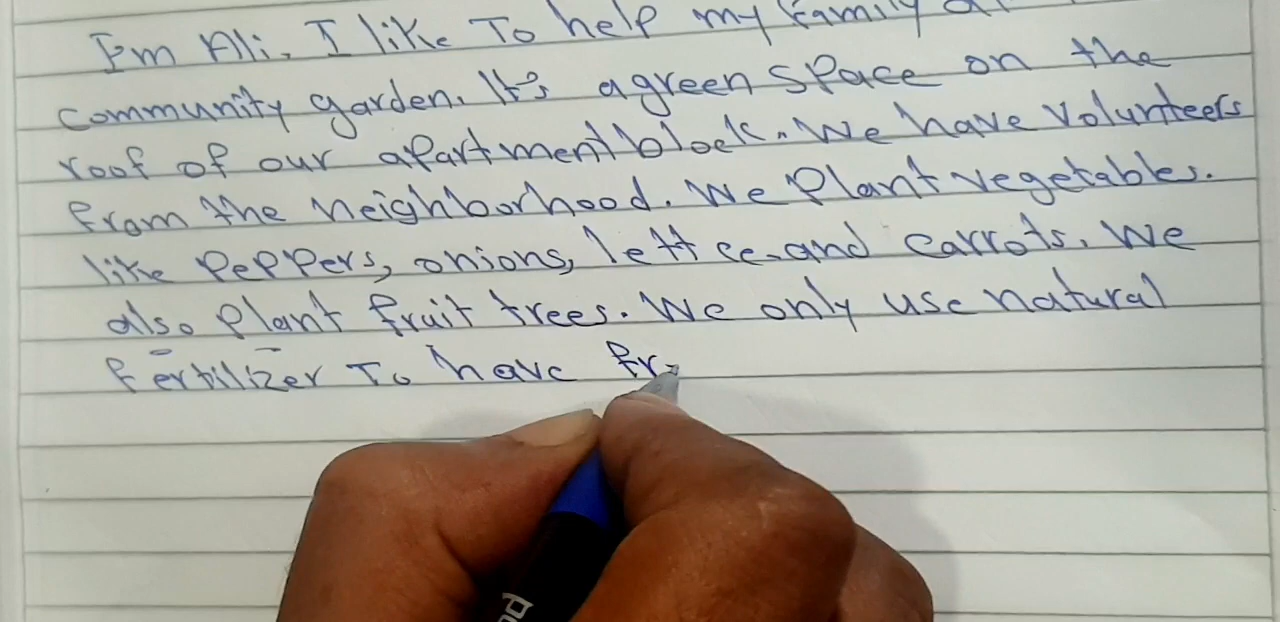 I'm Ali. I like To help my family a
community garden. It's a green space on the
roof of our apartment block. We have volunteers
from the neighborhood. We plant vegetables.
like peppers, onions, lettce and carrots. We
also plant fruit trees. We only use natural
fertilizer To have fr